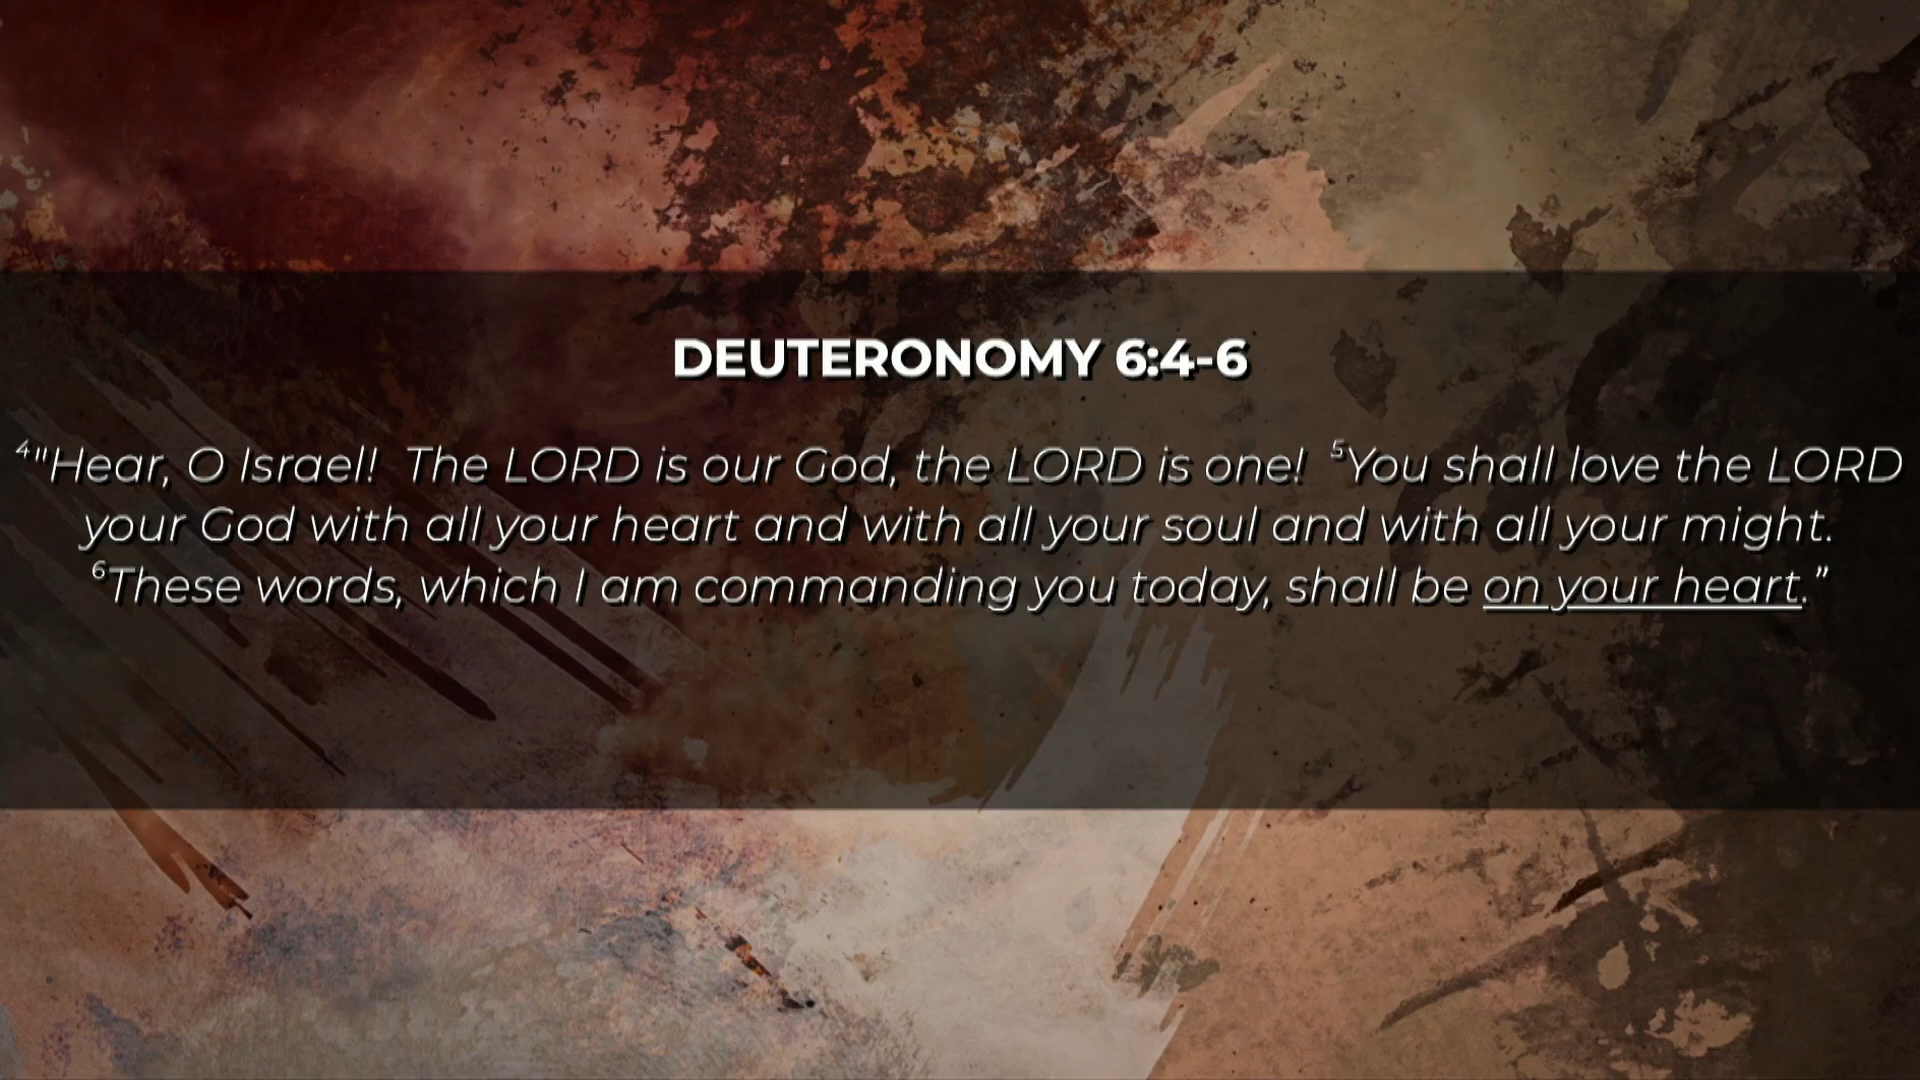 DEUTERONOMY 6:4-6
⁴"Hear, O Israel!  The LORD is our God, the LORD is one!  ⁵You shall love the LORD
your God with all your heart and with all your soul and with all your might.
⁶These words, which I am commanding you today, shall be on your heart.”